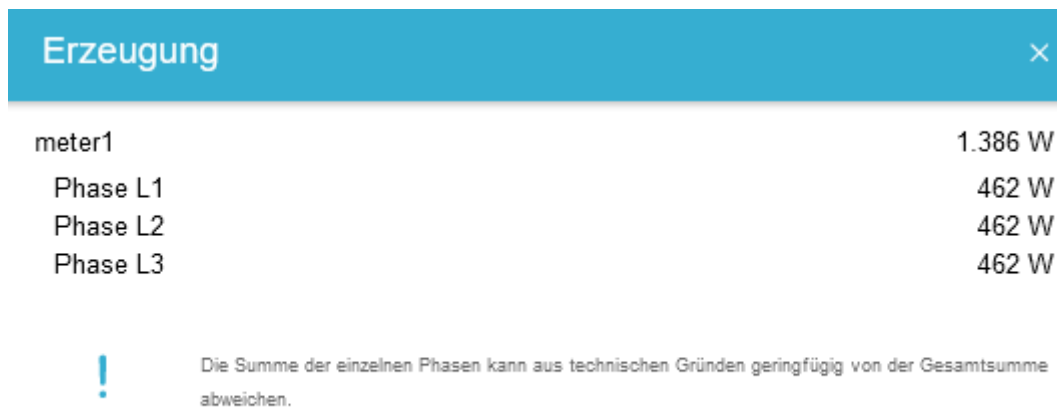 Erzeugung ×
meter1 1.386 W
Phase L1 462 W
Phase L2 462 W
Phase L3 462 W
! Die Summe der einzelnen Phasen kann aus technischen Gründen geringfügig von der Gesamtsumme
abweichen.